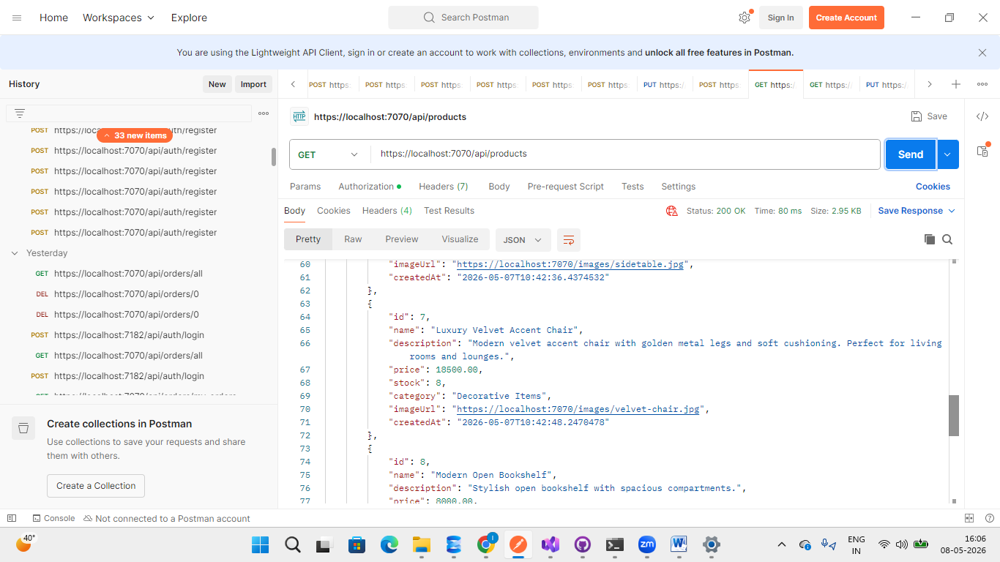 Home
Workspaces
Explore
Search Postman
Sign In
Create Account
You are using the Lightweight API Client, sign in or create an account to work with collections, environments and unlock all free features in Postman.
History
New
Import
POST https:
POST https:
POST https:
POST https:
POST https:
POST https:
PUT https:/
POST https:
GET https:/
GET https:/
PUT https:/
33 new items
POST https://localhost:7070/api/auth/register
POST https://localhost:7070/api/auth/register
POST https://localhost:7070/api/auth/register
POST https://localhost:7070/api/auth/register
POST https://localhost:7070/api/auth/register
Yesterday
GET https://localhost:7070/api/orders/all
DEL https://localhost:7070/api/orders/0
DEL https://localhost:7070/api/orders/0
POST https://localhost:7182/api/auth/login
GET https://localhost:7070/api/orders/all
POST https://localhost:7182/api/auth/login
Create collections in Postman
Use collections to save your requests and share
them with others.
Create a Collection
HTTP
https://localhost:7070/api/products
Save
GET
https://localhost:7070/api/products
Send
Params
Authorization
Headers (7)
Body
Pre-request Script
Tests
Settings
Cookies
Body
Cookies
Headers (4)
Test Results
Status: 200 OK
Time: 80 ms
Size: 2.95 KB
Save Response
Pretty
Raw
Preview
Visualize
JSON
60 "imageUrl": "https://localhost:7070/images/sidetable.jpg",
61 "createdAt": "2026-05-07T10:42:36.4374532"
62 },
63 {
64 "id": 7,
65 "name": "Luxury Velvet Accent Chair",
66 "description": "Modern velvet accent chair with golden metal legs and soft cushioning. Perfect for living
rooms and lounges.",
67 "price": 18500.00,
68 "stock": 8,
69 "category": "Decorative Items",
70 "imageUrl": "https://localhost:7070/images/velvet-chair.jpg",
71 "createdAt": "2026-05-07T10:42:48.2470478"
72 },
73 {
74 "id": 8,
75 "name": "Modern Open Bookshelf",
76 "description": "Stylish open bookshelf with spacious compartments.",
77 "price": 8000.00,
Console
Not connected to a Postman account
40°
1
zm
ENG
IN
16:06
08-05-2026